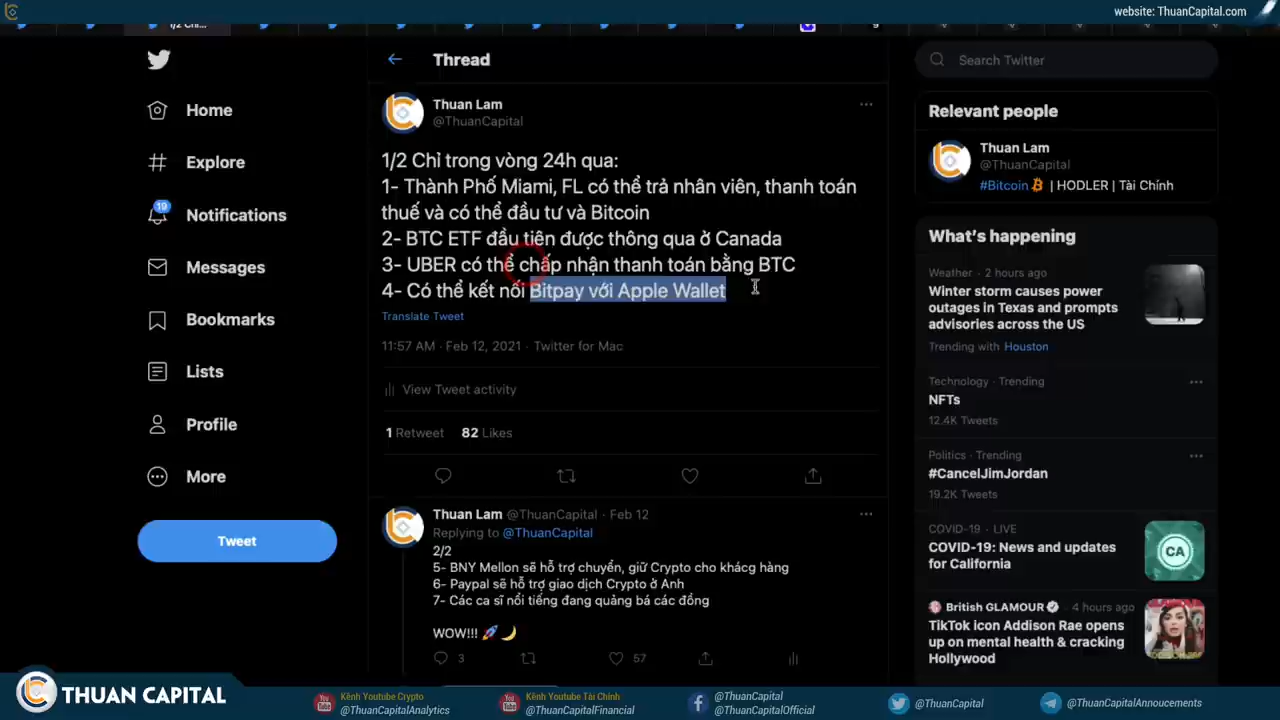 website: ThuanCapital.com
1/2 Chỉ...
Home
Explore
19
Notifications
Messages
Bookmarks
Lists
Profile
More
Tweet
Thread
Thuan Lam
@ThuanCapital
1/2 Chỉ trong vòng 24h qua:
1- Thành Phố Miami, FL có thể trả nhân viên, thanh toán
thuế và có thể đầu tư và Bitcoin
2- BTC ETF đầu tiện được thông qua ở Canada
3- UBER có thể chấp nhận thanh toán bằng BTC
4- Có thể kết nối Bitpay với Apple Wallet
Translate Tweet
11:57 AM · Feb 12, 2021 · Twitter for Mac
View Tweet activity
1 Retweet 82 Likes
Thuan Lam @ThuanCapital · Feb 12
Replying to @ThuanCapital
2/2
5- BNY Mellon sẽ hỗ trợ chuyển, giữ Crypto cho khácg hàng
6- Paypal sẽ hỗ trợ giao dịch Crypto ở Anh
7- Các ca sĩ nổi tiếng đang quảng bá các đồng
WOW!!! 🚀 🌙
3 57
Search Twitter
Relevant people
Thuan Lam
@ThuanCapital
#Bitcoin | HODLER | Tài Chính
What's happening
Weather · 2 hours ago
Winter storm causes power
outages in Texas and prompts
advisories across the US
Trending with Houston
Technology · Trending
NFTs
12.4K Tweets
Politics · Trending
#CancelJimJordan
19.2K Tweets
COVID-19 · LIVE
COVID-19: News and updates
for California
CA
British GLAMOUR · 4 hours ago
TikTok icon Addison Rae opens
up on mental health & cracking
Hollywood
THUAN CAPITAL
Kênh Youtube Crypto
@ThuanCapitalAnalytics
Kênh Youtube Tài Chính
@ThuanCapitalFinancial
@ThuanCapital
@ThuanCapitalOfficial
@ThuanCapital
@ThuanCapitalAnnoucements